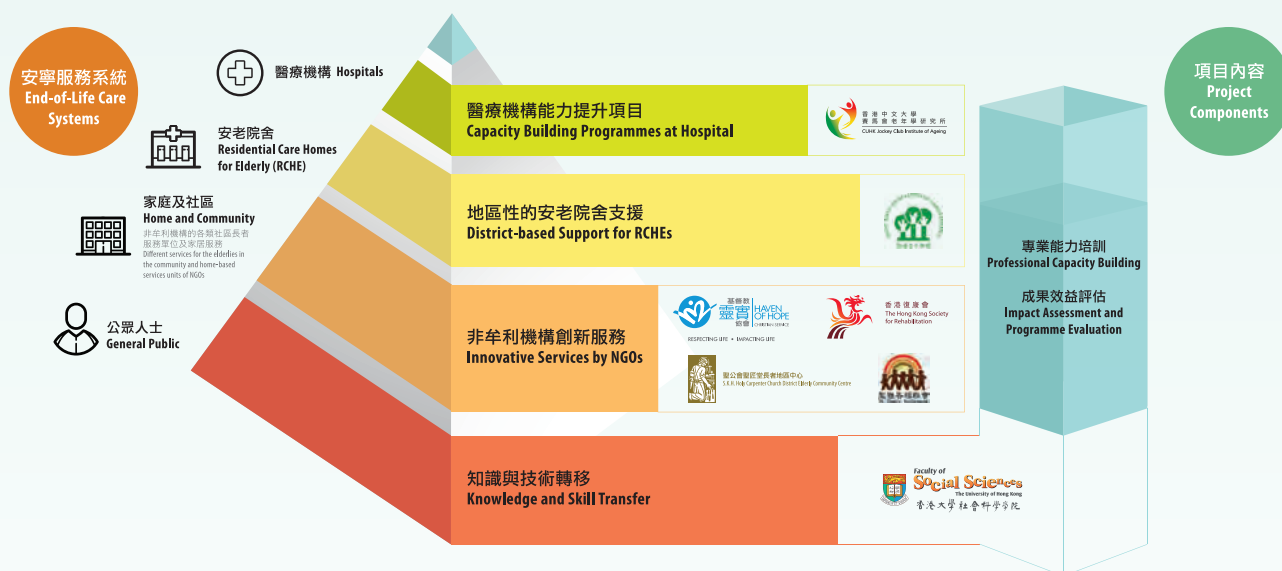 安寧服務系統
End-of-Life Care
Systems
醫療機構 Hospitals
安老院舍
Residential Care Homes
for Elderly (RCHE)
家庭及社區
Home and Community
非牟利機構的各類社區長者
服務單位及家居服務
Different services for the elderlies in
the community and home-based
services units of NGOs
公眾人士
General Public
醫療機構能力提升項目
Capacity Building Programmes at Hospital
香港中文大學
賽馬會老年學研究所
CUHK Jockey Club Institute of Ageing
地區性的安老院舍支援
District-based Support for RCHEs
非牟利機構創新服務
Innovative Services by NGOs
基督教
靈實
協會
HAVEN
OF HOPE
CHRISTIAN SERVICE
RESPECTING LIFE • IMPACTING LIFE
香港復康會
The Hong Kong Society
for Rehabilitation
聖公會聖匠堂長者地區中心
S.K.H. Holy Carpenter Church District Elderly Community Centre
知識與技術轉移
Knowledge and Skill Transfer
Faculty of
Social Sciences
The University of Hong Kong
香港大學社會科學學院
項目內容
Project
Components
專業能力培訓
Professional Capacity Building
成果效益評估
Impact Assessment and
Programme Evaluation